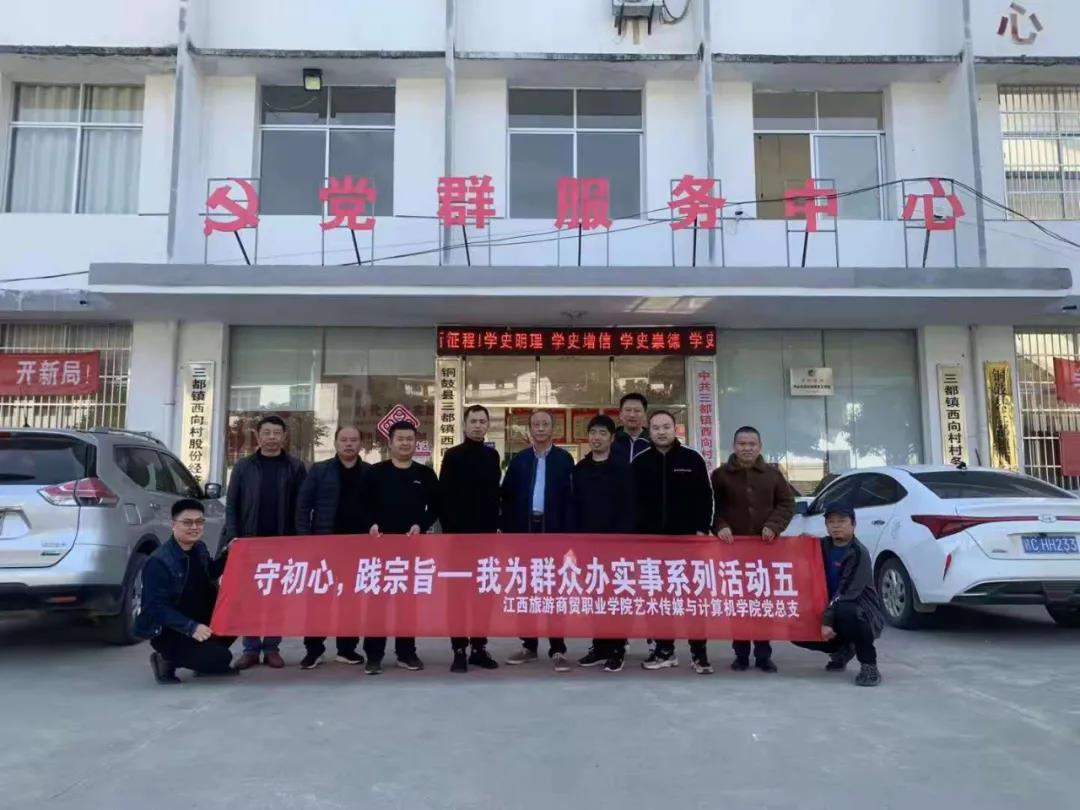 心
党群服务中心
新征程!学史明理 学史增信 学史崇德 学史
开新局!
三都镇西向村股份经
铜鼓县三都镇西
中共三都镇西向村
三都镇西向村务
铜鼓
守初心，践宗旨—我为群众办实事系列活动五
江西旅游商贸职业学院艺术传媒与计算机学院党总支
C HH233